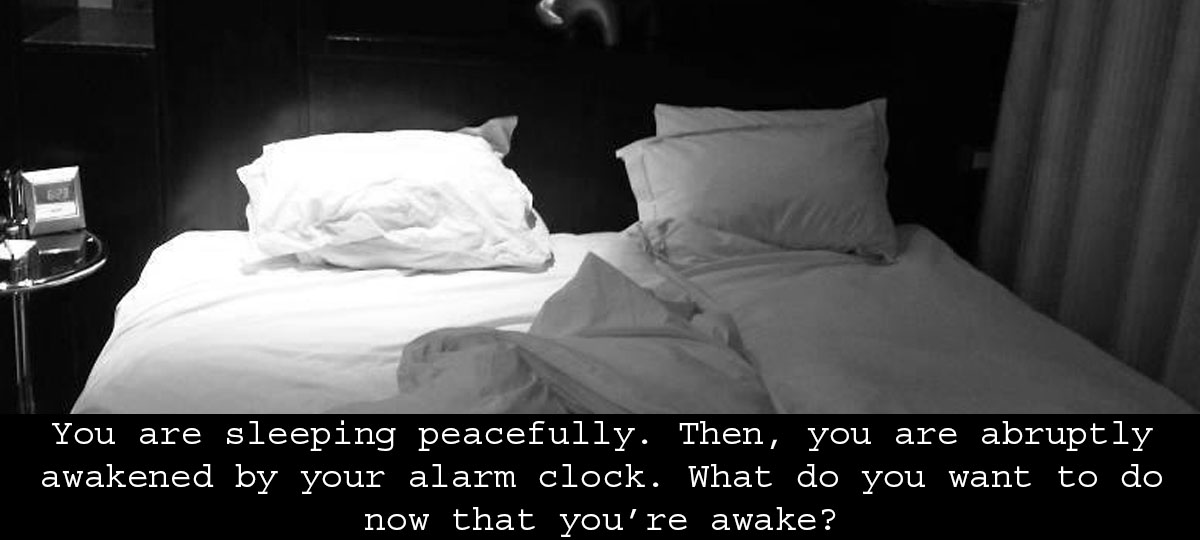 You are sleeping peacefully. Then, you are abruptly
awakened by your alarm clock. What do you want to do
now that you’re awake?